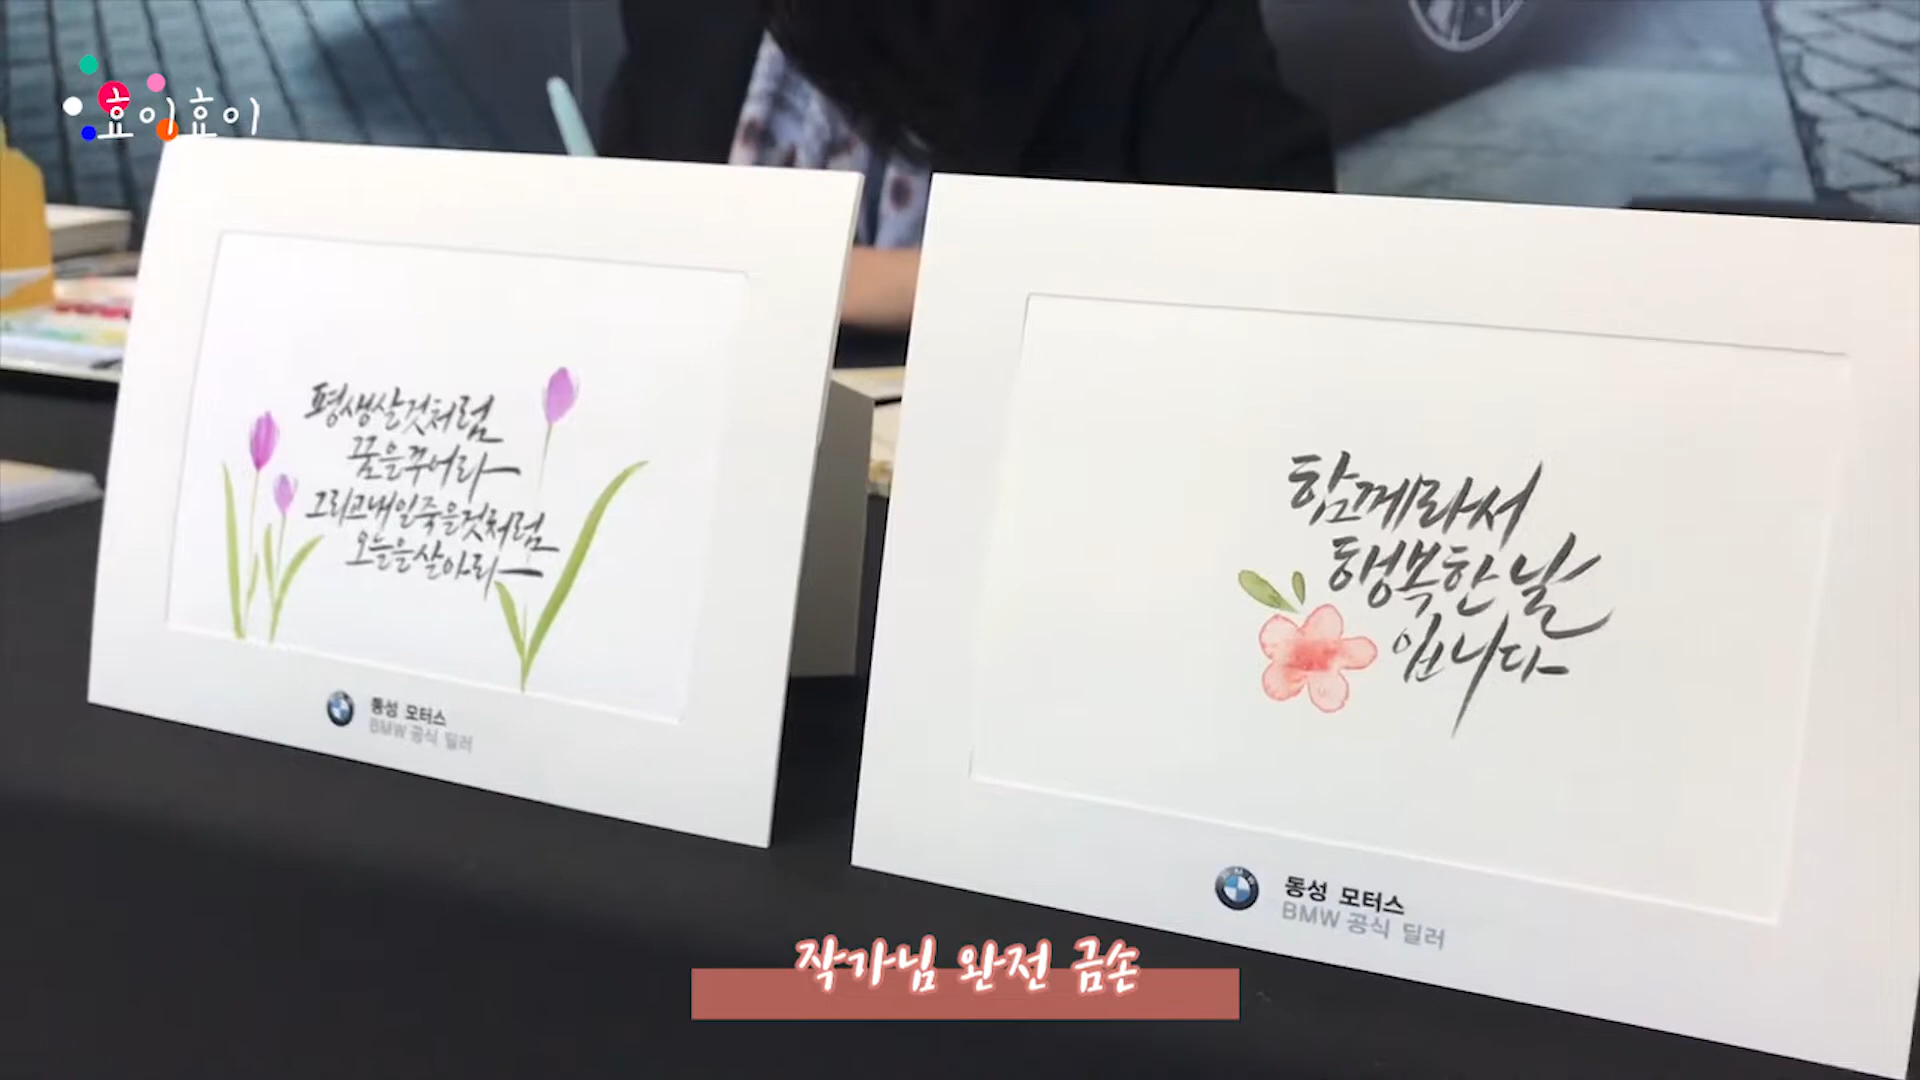 효이효이
평생살것처럼
꿈을꾸어라
그리고내일죽을것처럼
오늘을살아라
동성 모터스
BMW 공식 딜러
함께라서
행복한 날
입니다
동성 모터스
BMW 공식 딜러
작가님 완전 금손